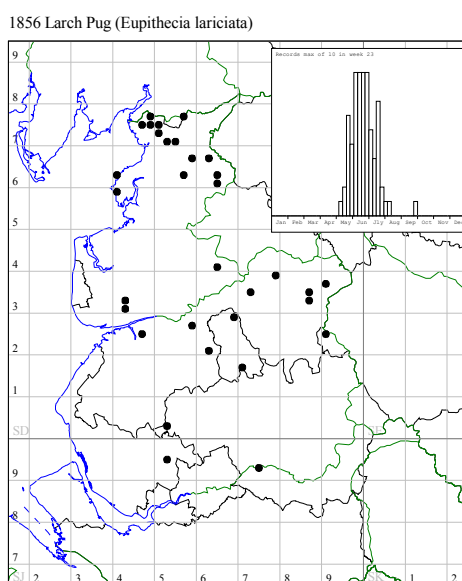 1856 Larch Pug (Eupithecia lariciata)
Records max of 10 in week 23
Jan Feb Mar Apr May Jun Jly Aug Sep Oct Nov Dec
9
8
7
6
5
4
3
2
SD
9
8
7
SJ 2 3 4 5 6 7 8 9 SK 1 2